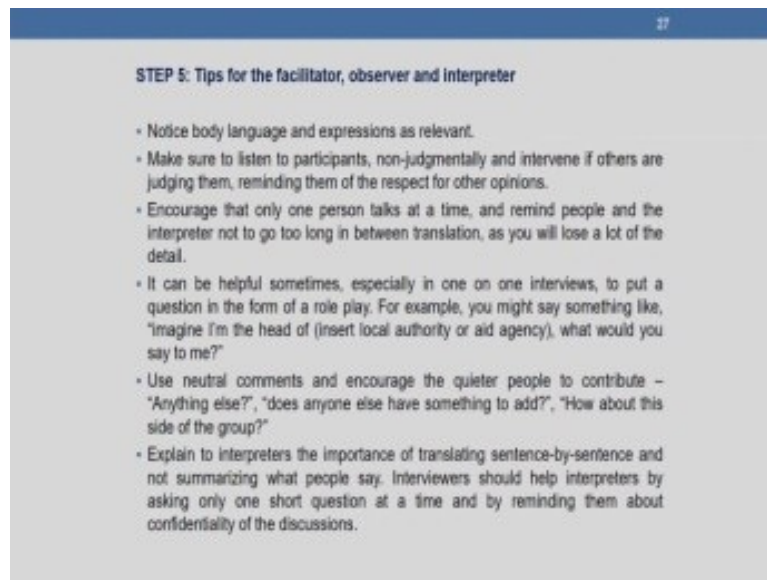 27
STEP 5: Tips for the facilitator, observer and interpreter
• Notice body language and expressions as relevant.
• Make sure to listen to participants, non-judgmentally and intervene if others are
judging them, reminding them of the respect for other opinions.
• Encourage that only one person talks at a time, and remind people and the
interpreter not to go too long in between translation, as you will lose a lot of the
detail.
• It can be helpful sometimes, especially in one on one interviews, to put a
question in the form of a role play. For example, you might say something like,
“imagine I'm the head of (insert local authority or aid agency), what would you
say to me?”
• Use neutral comments and encourage the quieter people to contribute –
“Anything else?”, “does anyone else have something to add?”, “How about this
side of the group?”
• Explain to interpreters the importance of translating sentence-by-sentence and
not summarizing what people say. Interviewers should help interpreters by
asking only one short question at a time and by reminding them about
confidentiality of the discussions.